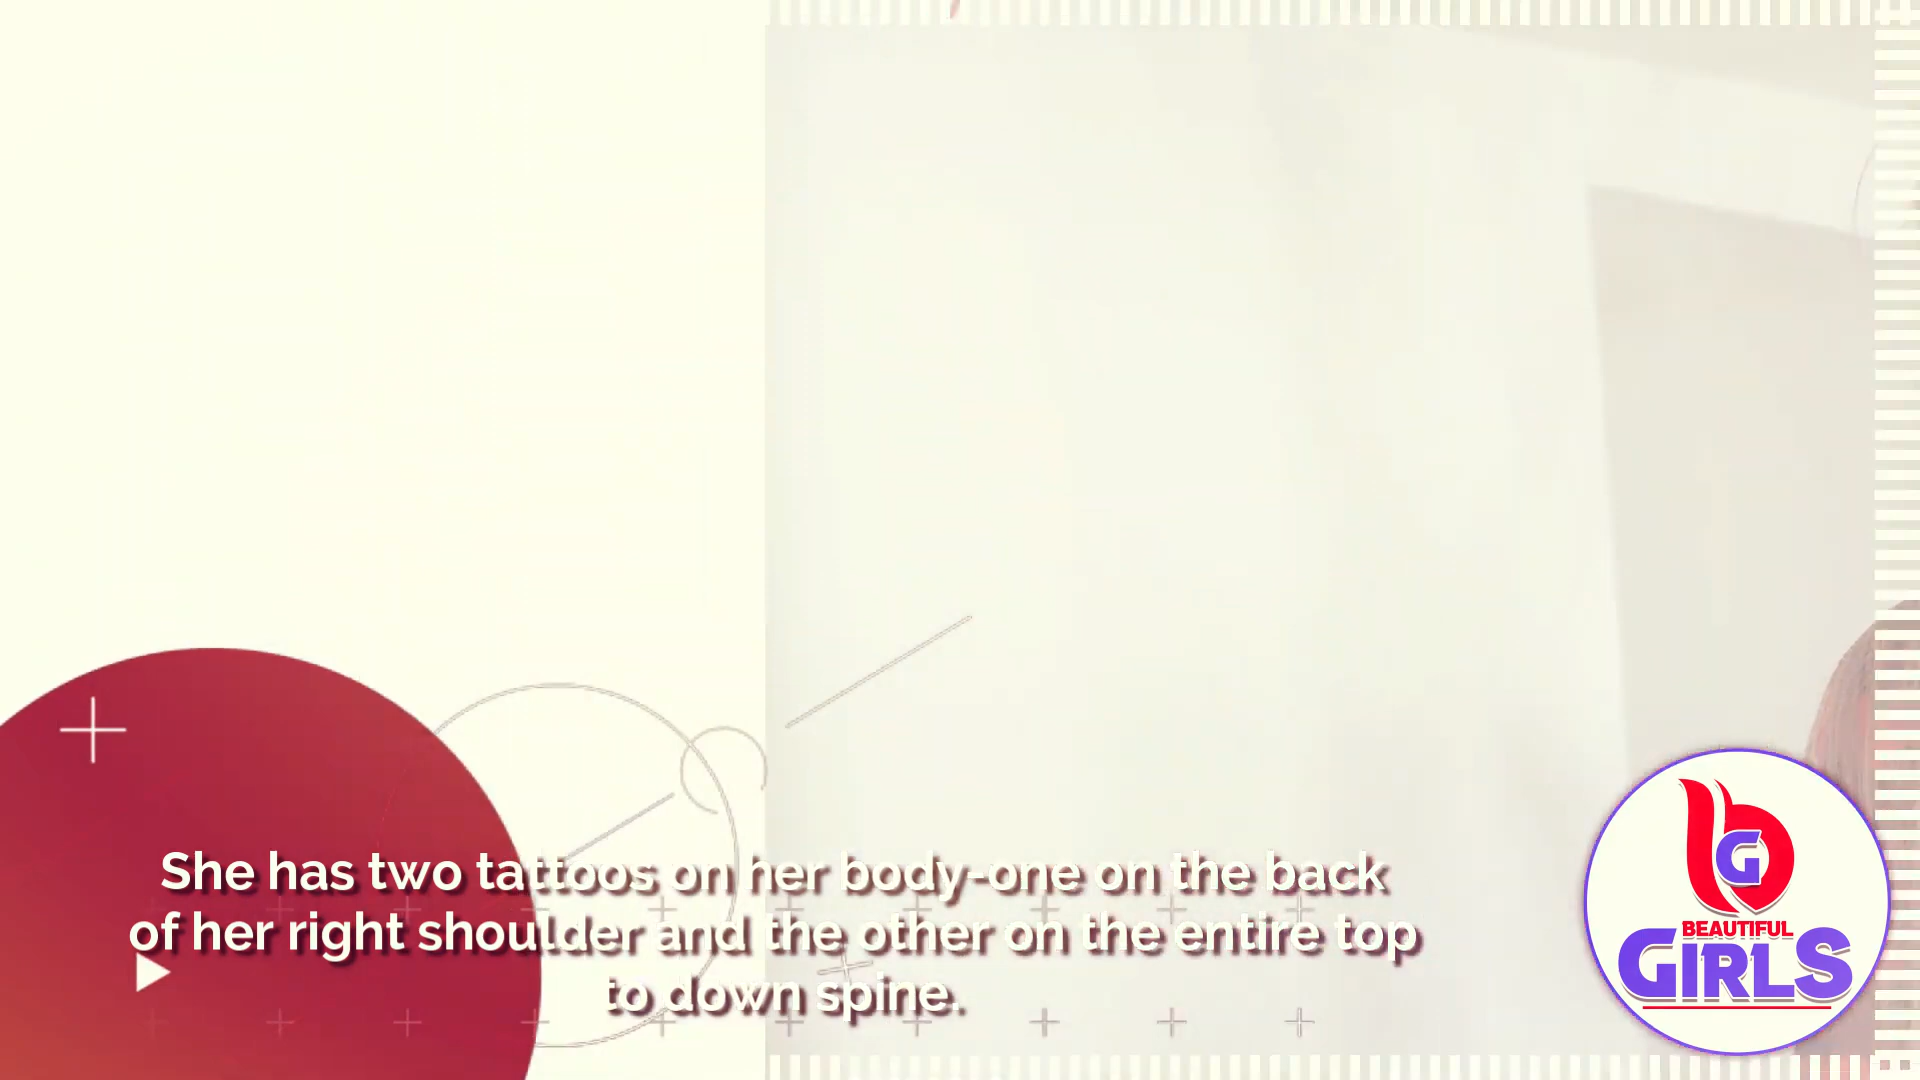 She has two tattoos on her body-one on the back
of her right shoulder and the other on the entire top
to down spine.
G
BEAUTIFUL
GIRLS